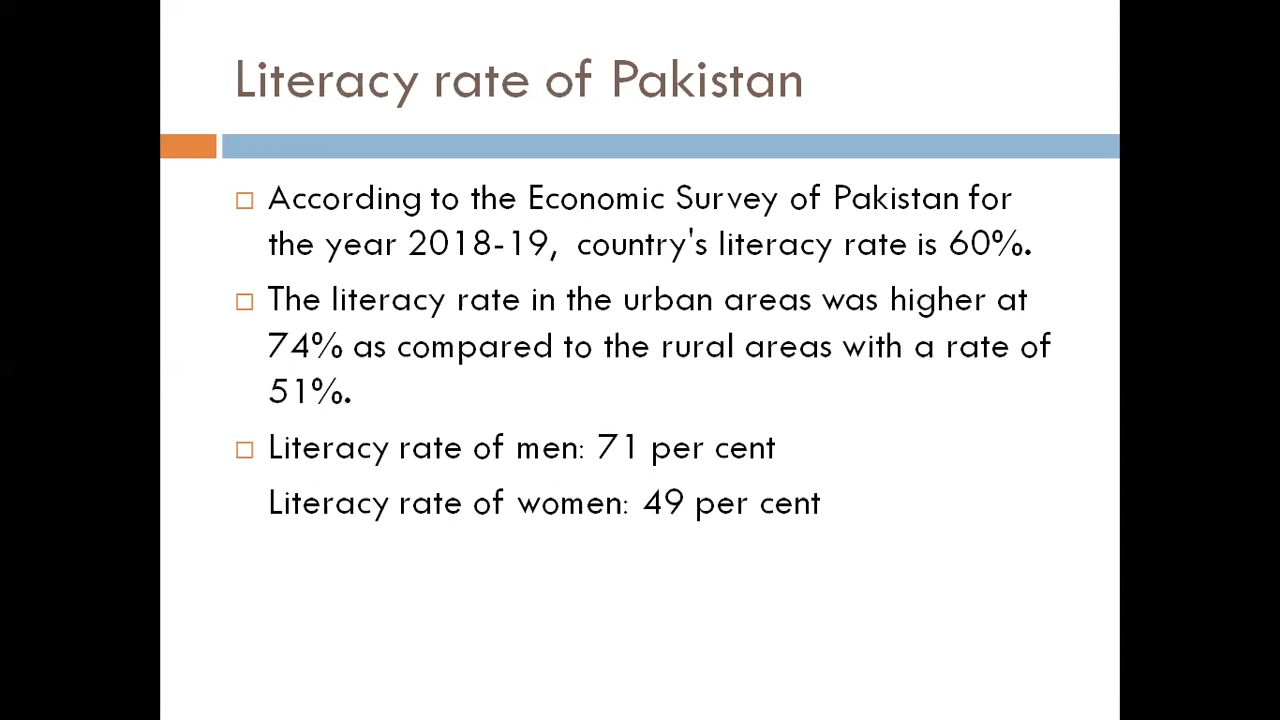 Literacy rate of Pakistan
According to the Economic Survey of Pakistan for
the year 2018-19, country's literacy rate is 60%.
The literacy rate in the urban areas was higher at
74% as compared to the rural areas with a rate of
51%.
Literacy rate of men: 71 per cent
Literacy rate of women: 49 per cent